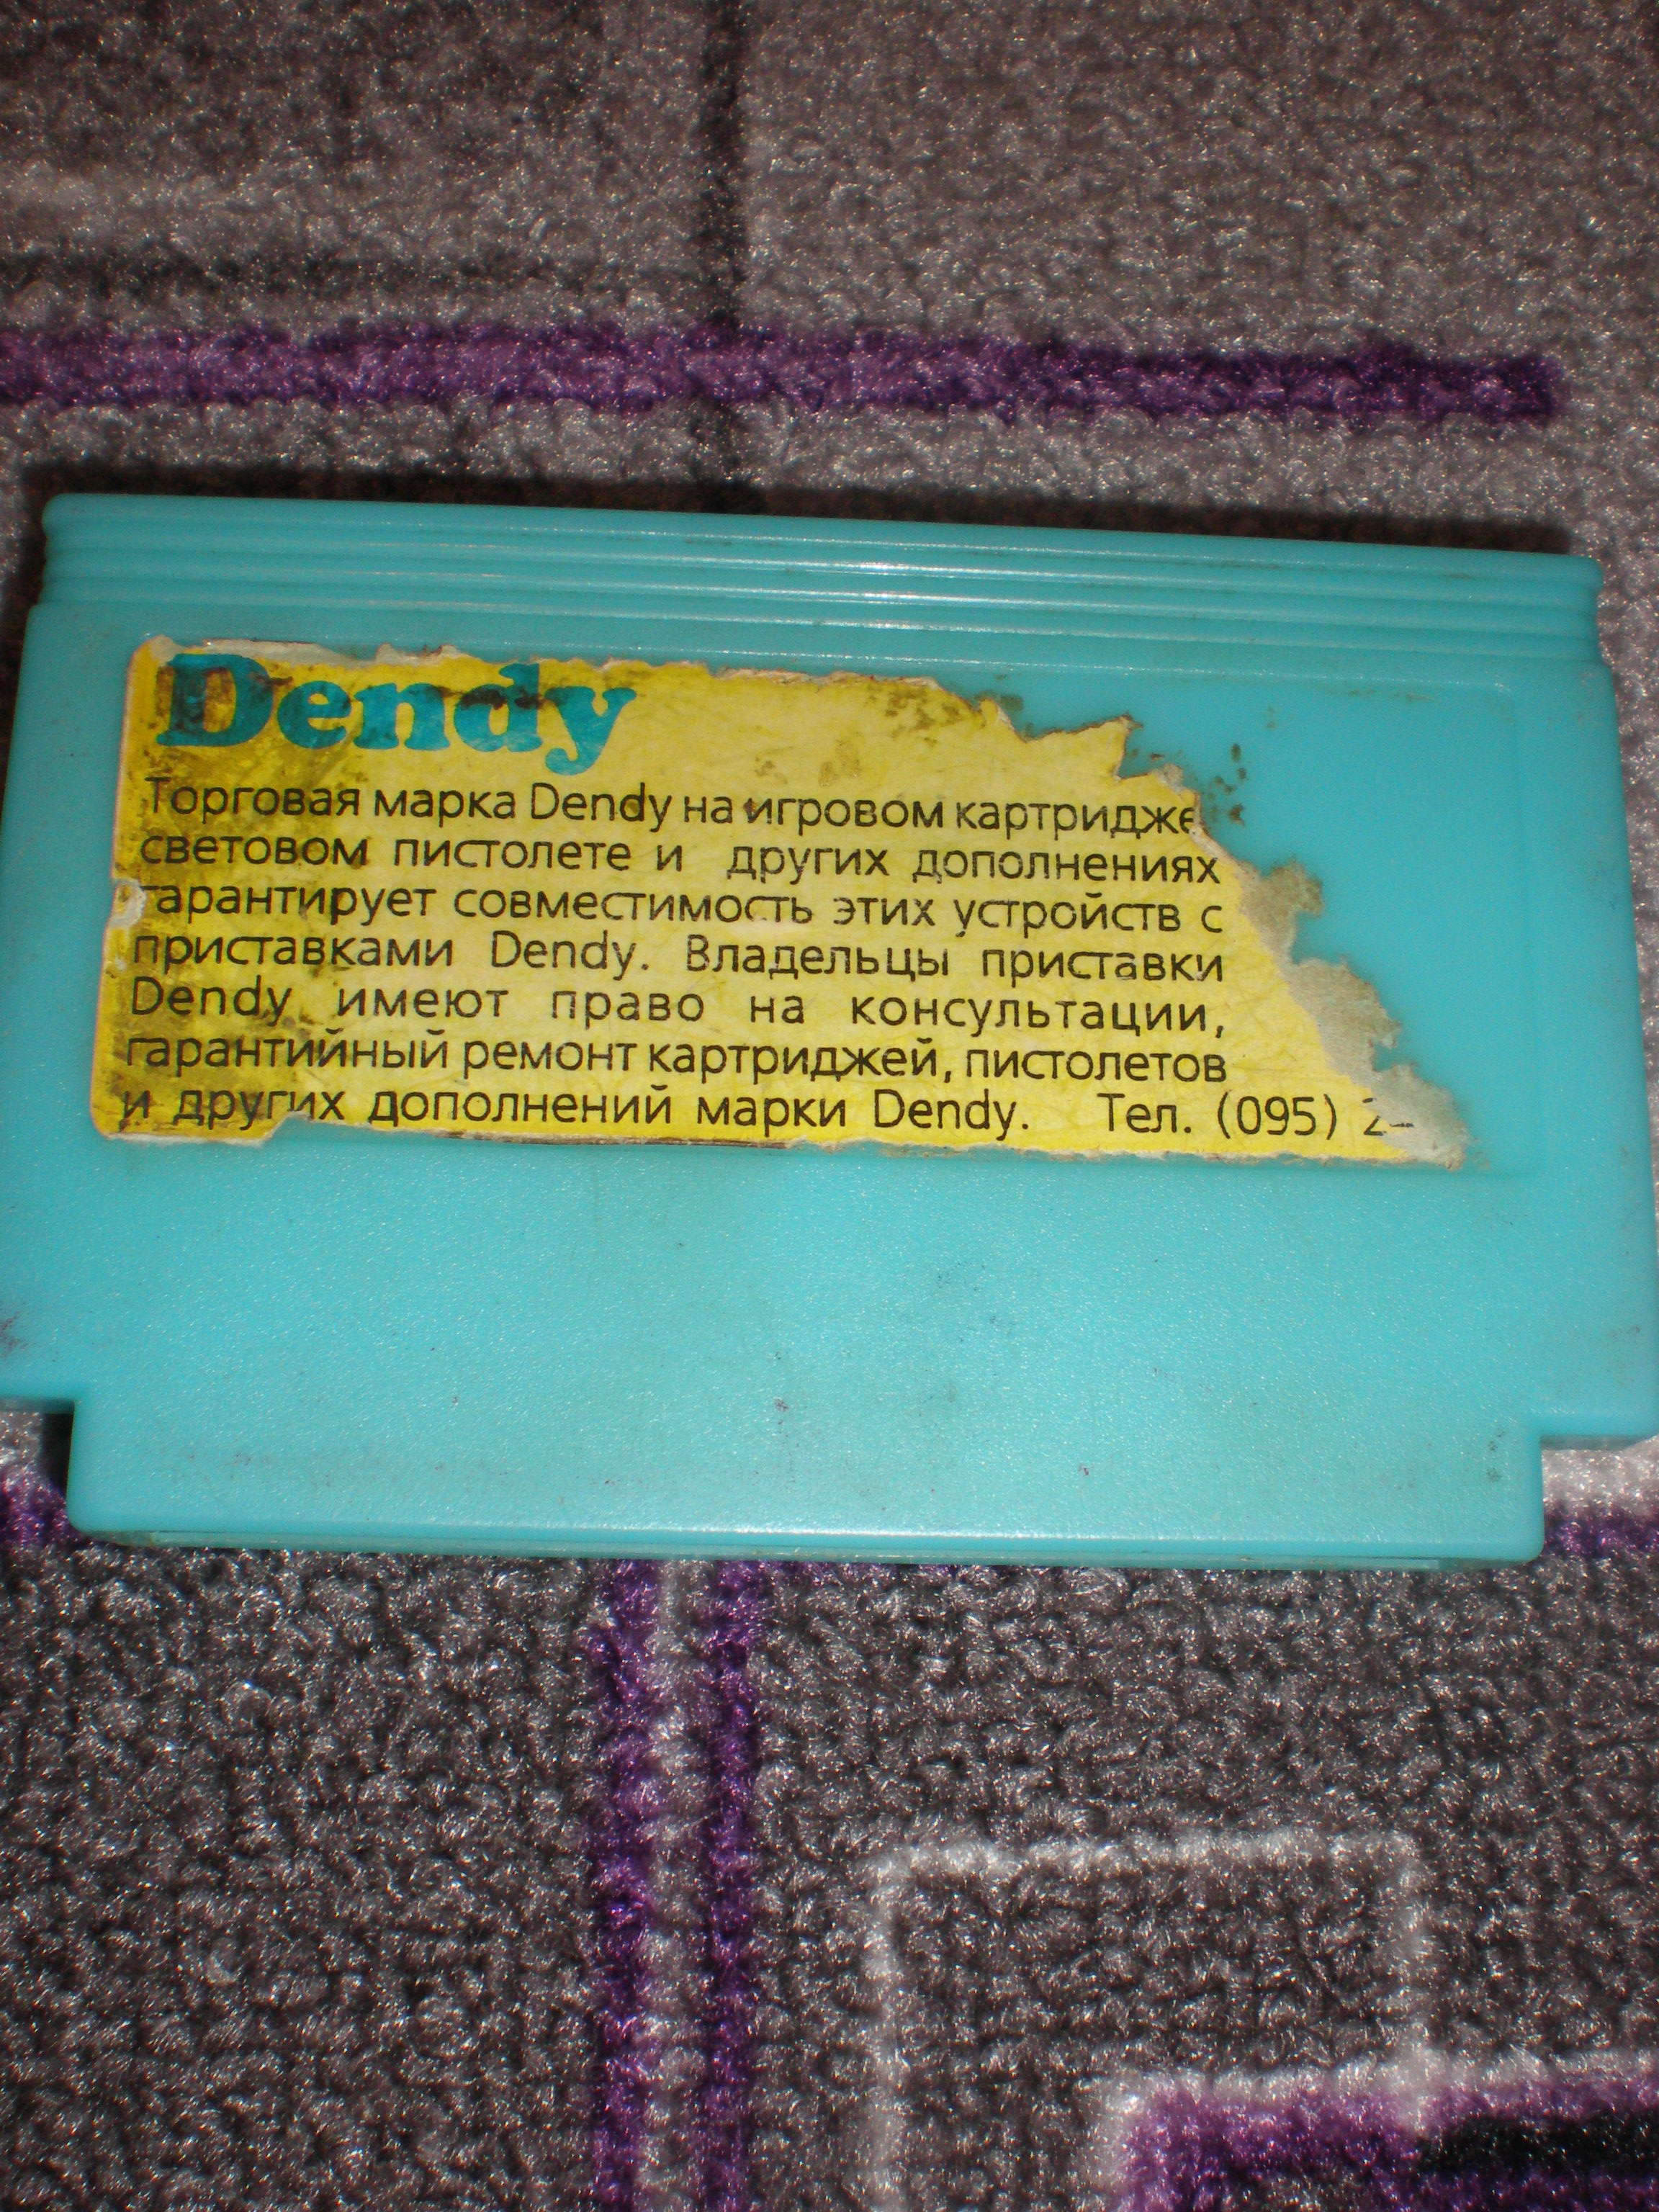 Dendy
Торговая марка Dendy на игровом картридже
световом пистолете и других дополнениях
гарантирует совместимость этих устройств с
приставками Dendy. Владельцы приставки
Dendy имеют право на консультации,
гарантийный ремонт картриджей, пистолетов
и других дополнений марки Dendy. Тел. (095)